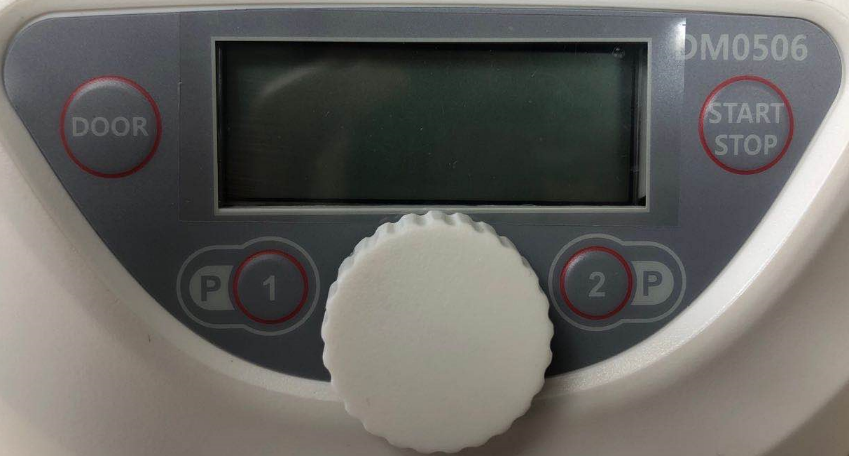 DM0506
DOOR
START
STOP
P 1
2 P